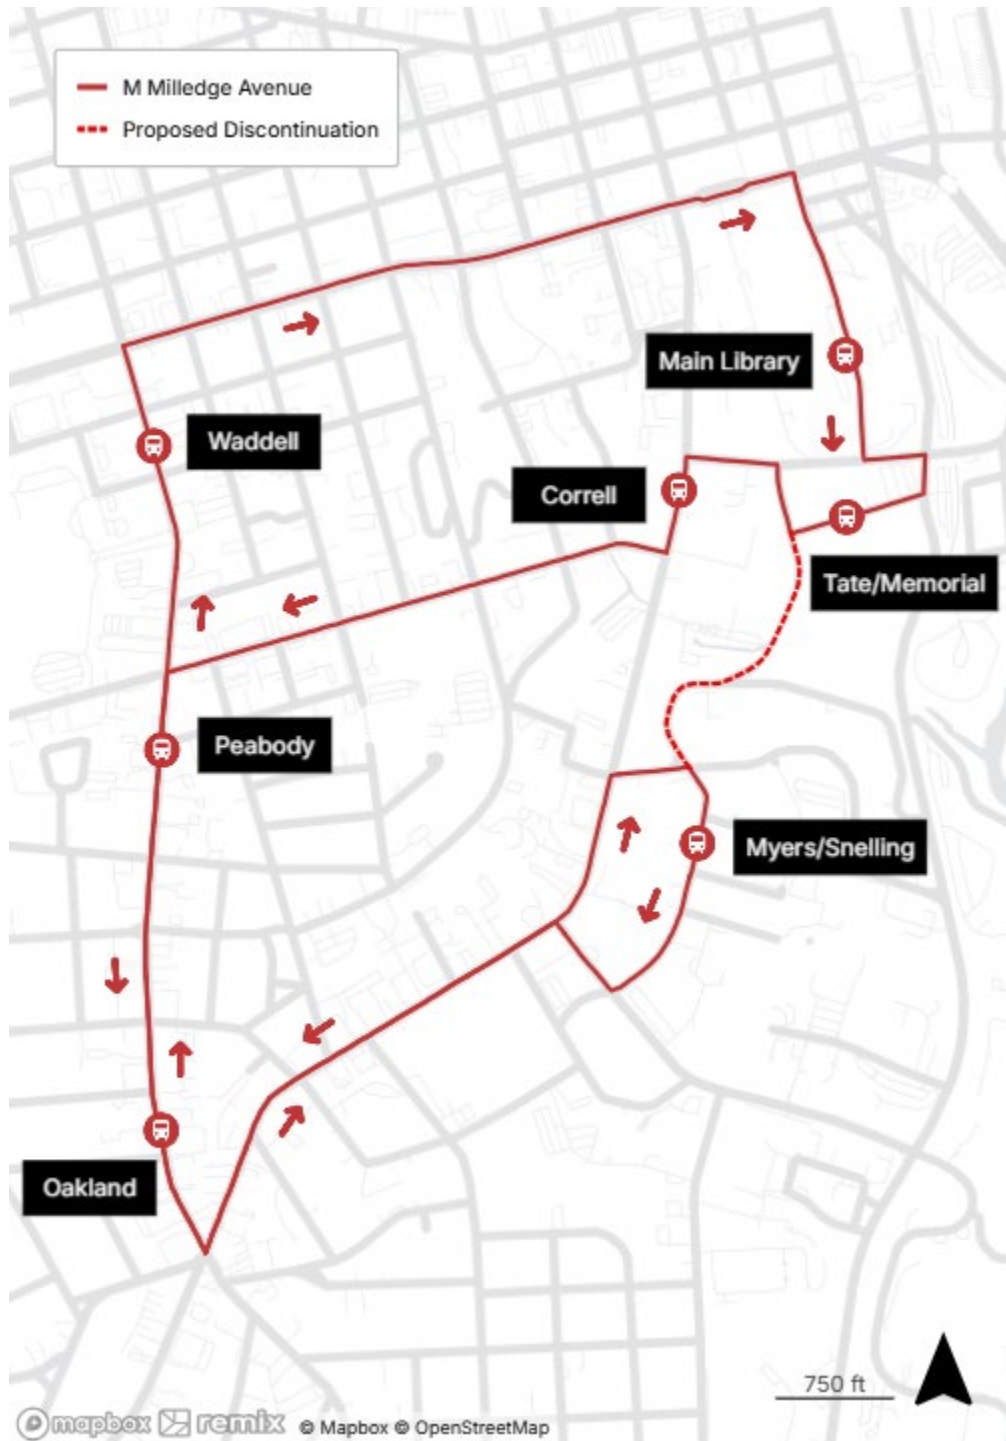 M Milledge Avenue
Proposed Discontinuation
Main Library
Waddell
Correll
Tate/Memorial
Peabody
Myers/Snelling
Oakland
750 ft
mapbox remix © Mapbox © OpenStreetMap